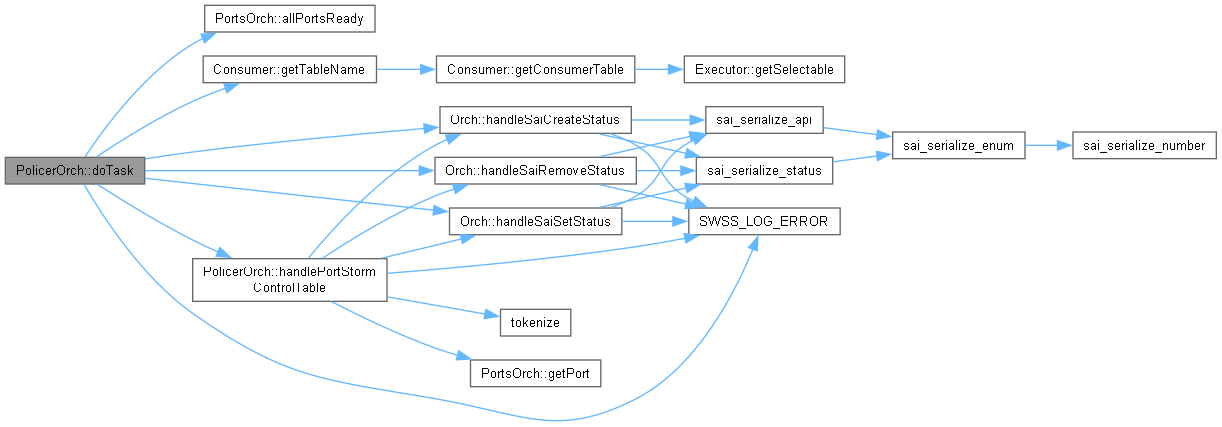 PortsOrch::allPortsReady
Consumer::getTableName
Consumer::getConsumerTable
Executor::getSelectable
Orch::handleSaiCreateStatus
sai_serialize_api
sai_serialize_enum
sai_serialize_number
PolicerOrch::doTask
Orch::handleSaiRemoveStatus
sai_serialize_status
Orch::handleSaiSetStatus
SWSS_LOG_ERROR
PolicerOrch::handlePortStorm
ControlTable
tokenize
PortsOrch::getPort